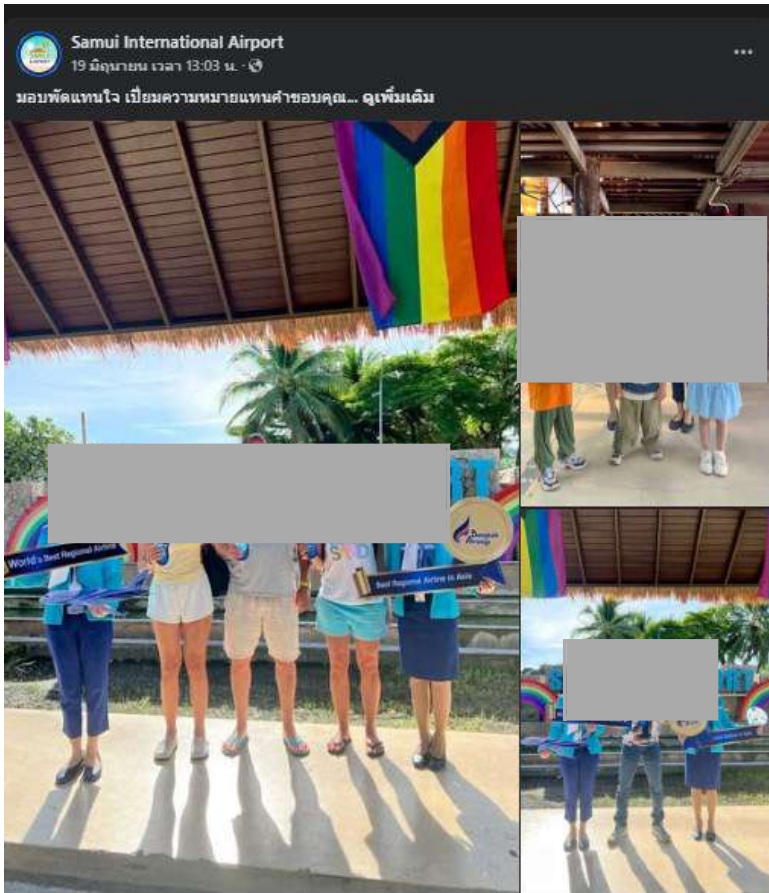 Samui International Airport
19 มิถุนายน เวลา 13:03 น. ·
มอบพัดแทนใจ เปี่ยมความหมายแทนคำขอบคุณ... ดูเพิ่มเติม
World's Best Regional Airline
Bangkok Airways
Best Regional Airline in Asia